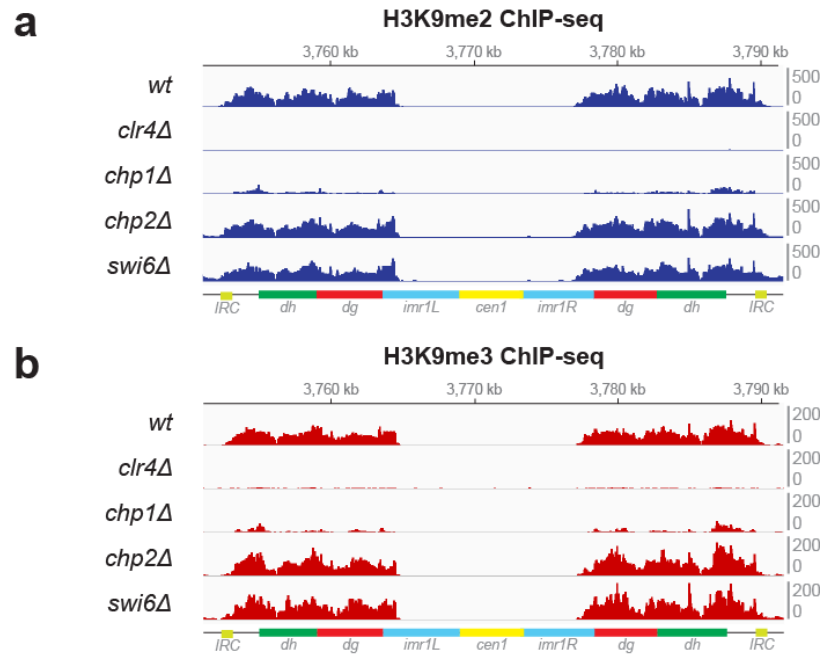 a
H3K9me2 ChIP-seq
3,760 kb 3,770 kb 3,780 kb 3,790 kb
wt 500 0
clr4Δ 500 0
chp1Δ 500 0
chp2Δ 500 0
swi6Δ 500 0
IRC dh dg imr1L cen1 imr1R dg dh IRC
b
H3K9me3 ChIP-seq
3,760 kb 3,770 kb 3,780 kb 3,790 kb
wt 200 0
clr4Δ 200 0
chp1Δ 200 0
chp2Δ 200 0
swi6Δ 200 0
IRC dh dg imr1L cen1 imr1R dg dh IRC